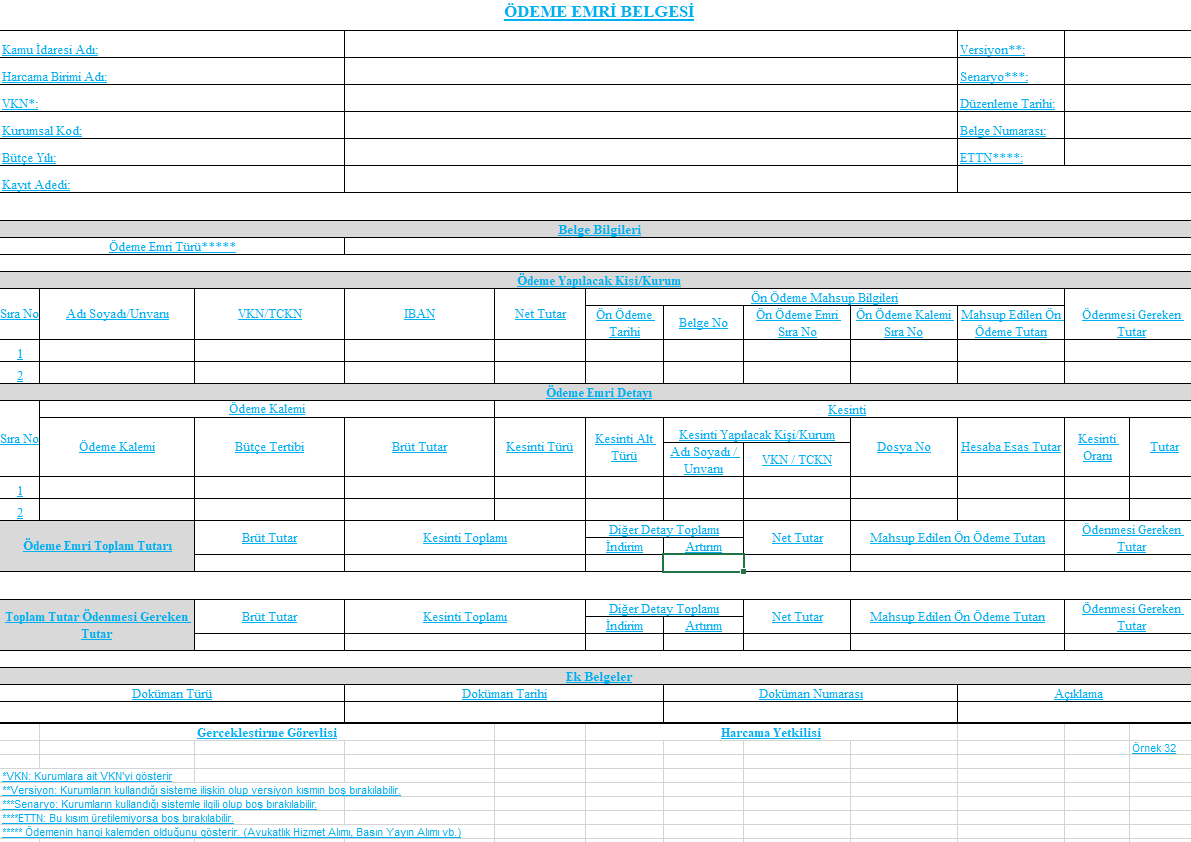 ÖDEME EMRİ BELGESİ
Kamu İdaresi Adı:
Versiyon**:
Harcama Birimi Adı:
Senaryo***:
VKN*:
Düzenleme Tarihi:
Kurumsal Kod:
Belge Numarası:
Bütçe Yılı:
ETTN****:
Kayıt Adedi:
Belge Bilgileri
Ödeme Emri Türü*****
Ödeme Yapılacak Kişi/Kurum
Sıra No
Adı Soyadı/Unvanı
VKN/TCKN
IBAN
Net Tutar
Ön Ödeme Mahsup Bilgileri
Ön Ödeme
Tarihi
Belge No
Ön Ödeme Emri
Sıra No
Ön Ödeme Kalemi
Sıra No
Mahsup Edilen Ön
Ödeme Tutarı
Ödenmesi Gereken
Tutar
1
2
Ödeme Emri Detayı
Sıra No
Ödeme Kalemi
Kesinti
Ödeme Kalemi
Bütçe Tertibi
Brüt Tutar
Kesinti Türü
Kesinti Alt
Türü
Kesinti Yapılacak Kişi/Kurum
Adı Soyadı /
Unvanı
VKN / TCKN
Dosya No
Hesaba Esas Tutar
Kesinti
Oranı
Tutar
1
2
Ödeme Emri Toplam Tutarı
Brüt Tutar
Kesinti Toplamı
Diğer Detay Toplamı
İndirim
Artırım
Net Tutar
Mahsup Edilen Ön Ödeme Tutarı
Ödenmesi Gereken
Tutar
Toplam Tutar Ödenmesi Gereken
Tutar
Brüt Tutar
Kesinti Toplamı
Diğer Detay Toplamı
İndirim
Artırım
Net Tutar
Mahsup Edilen Ön Ödeme Tutarı
Ödenmesi Gereken
Tutar
Ek Belgeler
Doküman Türü
Doküman Tarihi
Doküman Numarası
Açıklama
Gerçekleştirme Görevlisi
Harcama Yetkilisi
Örnek 32
*VKN: Kurumlara ait VKN'yi gösterir
**Versiyon: Kurumların kullandığı sisteme ilişkin olup versiyon kısmın boş bırakılabilir.
***Senaryo: Kurumların kullandığı sistemle ilgili olup boş bırakılabilir.
****ETTN: Bu kısım üretilemiyorsa boş bırakılabilir.
***** Ödemenin hangi kalemden olduğunu gösterir. (Avukatlık Hizmet Alımı, Basın Yayın Alımı vb.)